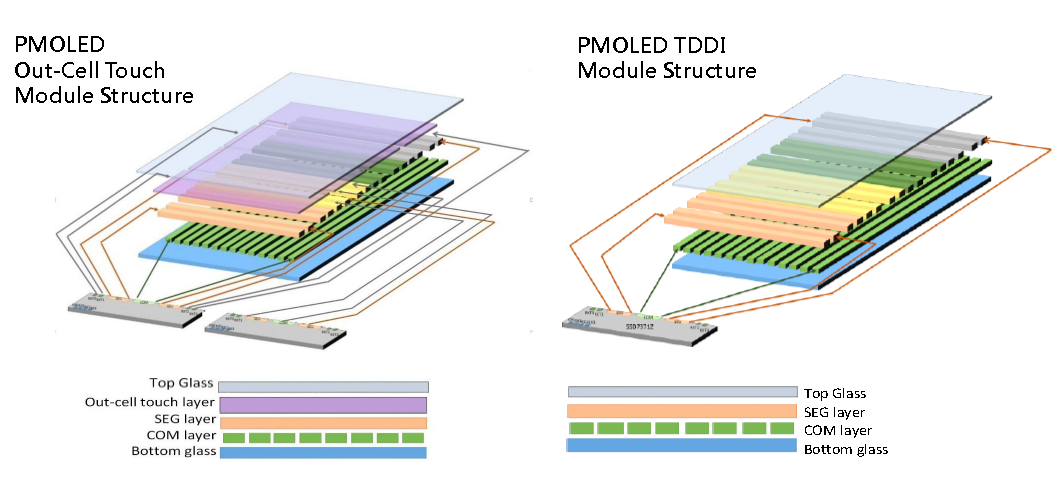 PMOLED
Out-Cell Touch
Module Structure
PMOLED TDDI
Module Structure
SSD7317Z
Top Glass
Out-cell touch layer
SEG layer
COM layer
Bottom glass
Top Glass
SEG layer
COM layer
Bottom glass